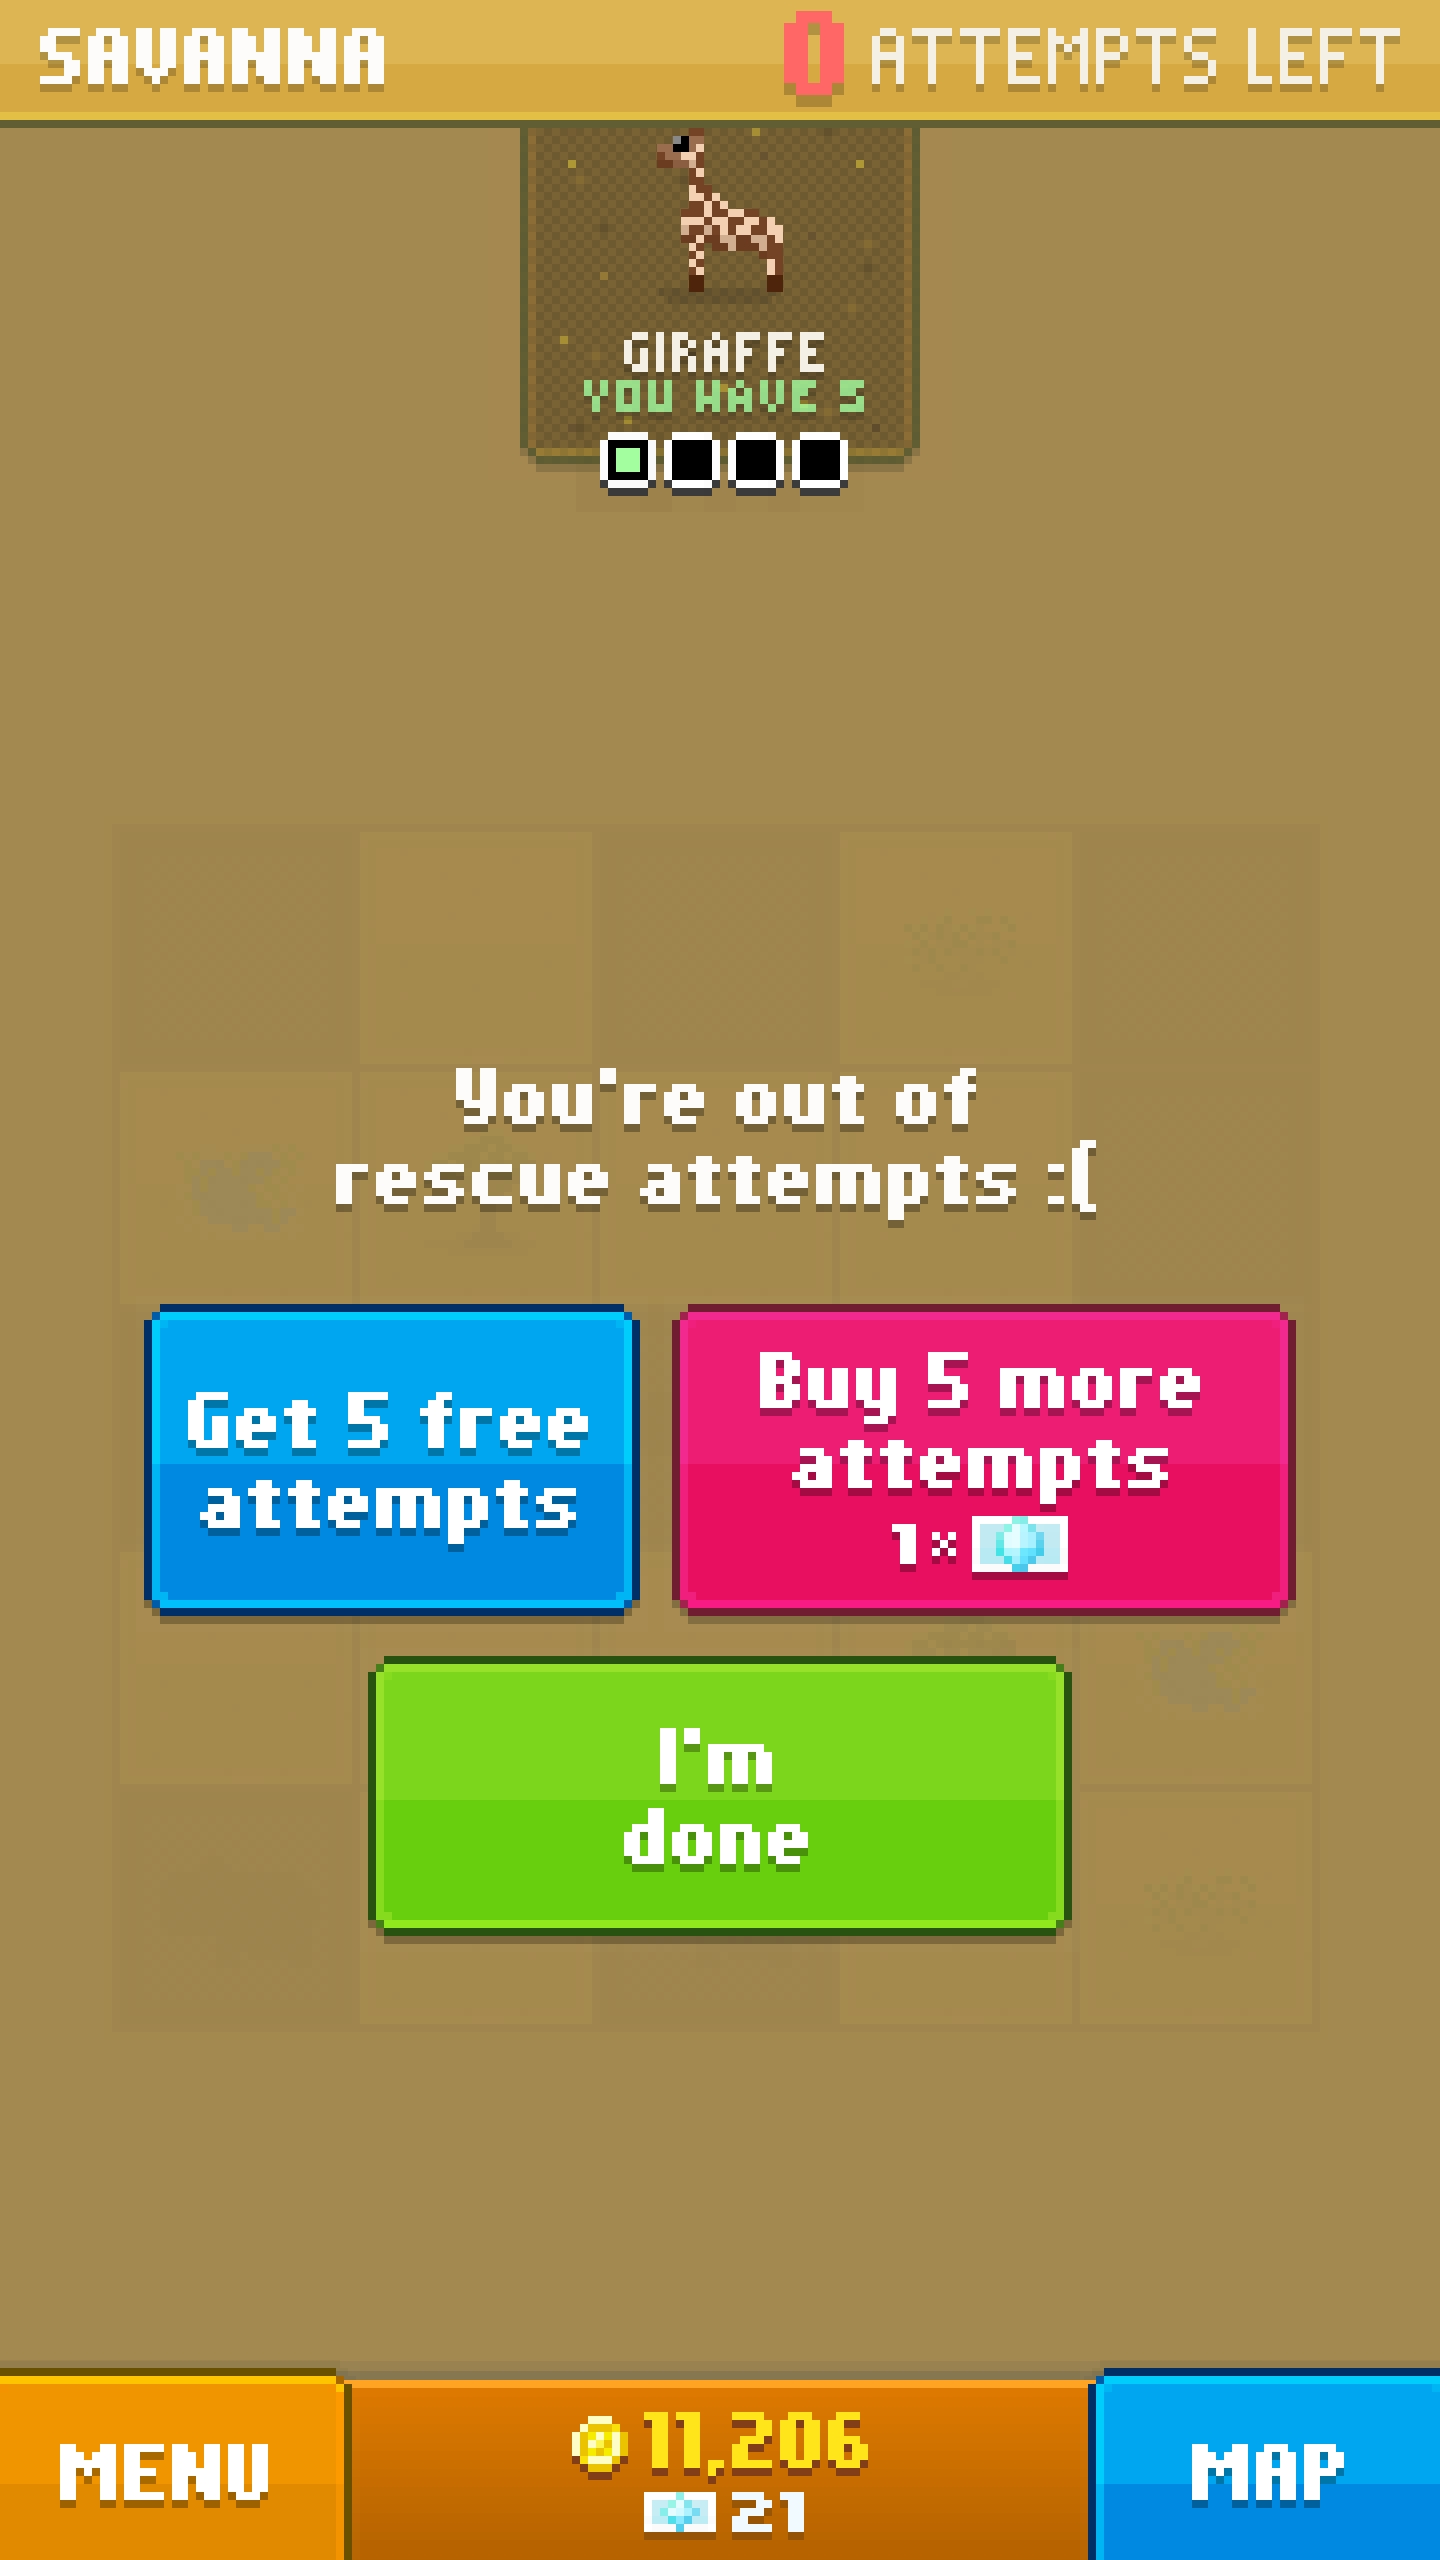 SAVANNA
0 ATTEMPTS LEFT
GIRAFFE
YOU HAVE 5
You're out of
rescue attempts :(
Get 5 free
attempts
Buy 5 more
attempts
1×
I'm
done
MENU
11,206
21
MAP